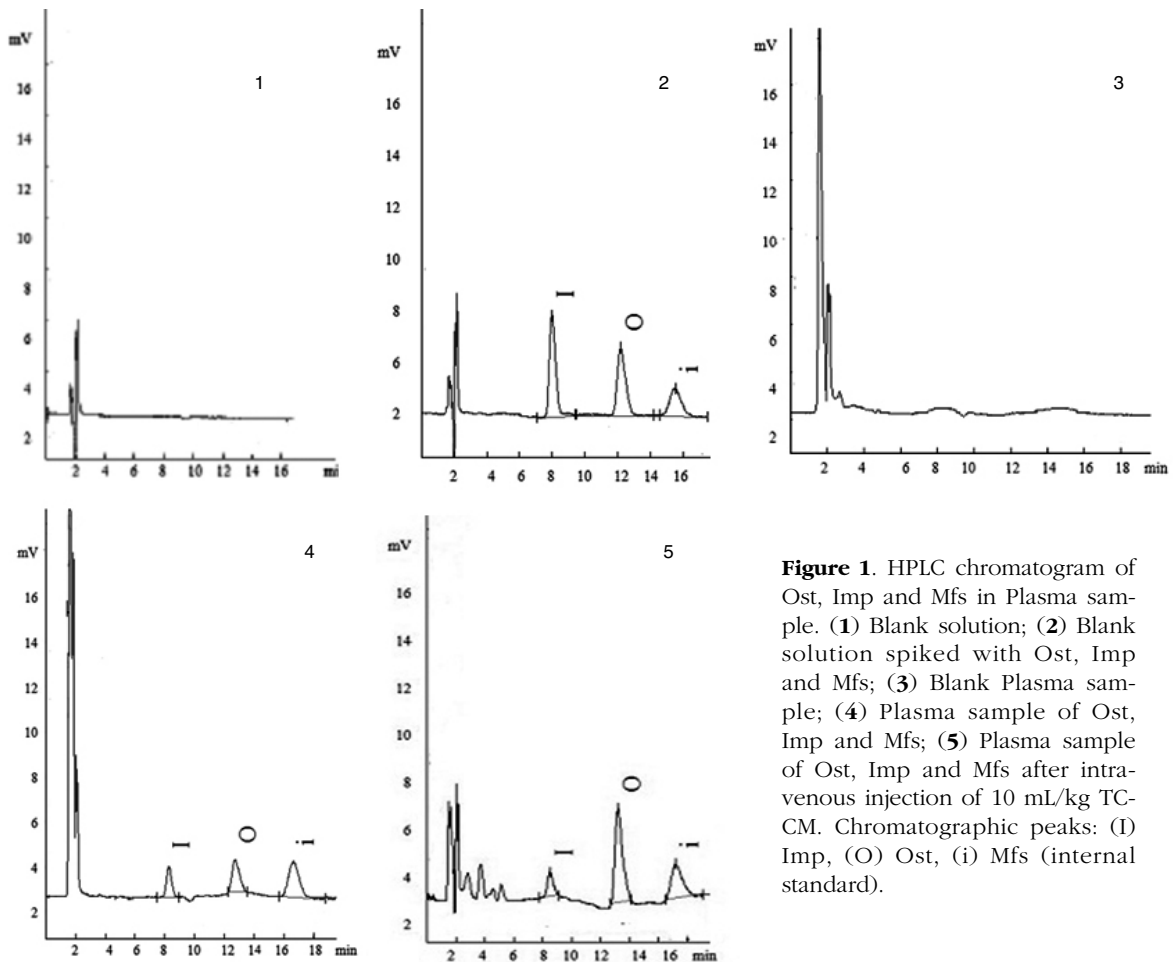 mV
16
14
12
10
8
6
4
2
1
2 4 6 8 10 12 14 16 mi
mV
16
14
12
10
8
6
4
2
2
I
O
i
2 4 6 8 10 12 14 16 min
mV
16
14
12
10
8
6
4
2
3
2 4 6 8 10 12 14 16 18 min
mV
16
14
12
10
8
6
4
2
4
I
O
i
2 4 6 8 10 12 14 16 18 min
mV
16
14
12
10
8
6
4
2
5
I
O
i
2 4 6 8 10 12 14 16 18 min
Figure 1. HPLC chromatogram of
Ost, Imp and Mfs in Plasma sam-
ple. (1) Blank solution; (2) Blank
solution spiked with Ost, Imp
and Mfs; (3) Blank Plasma sam-
ple; (4) Plasma sample of Ost,
Imp and Mfs; (5) Plasma sample
of Ost, Imp and Mfs after intra-
venous injection of 10 mL/kg TC-
CM. Chromatographic peaks: (I)
Imp, (O) Ost, (i) Mfs (internal
standard).